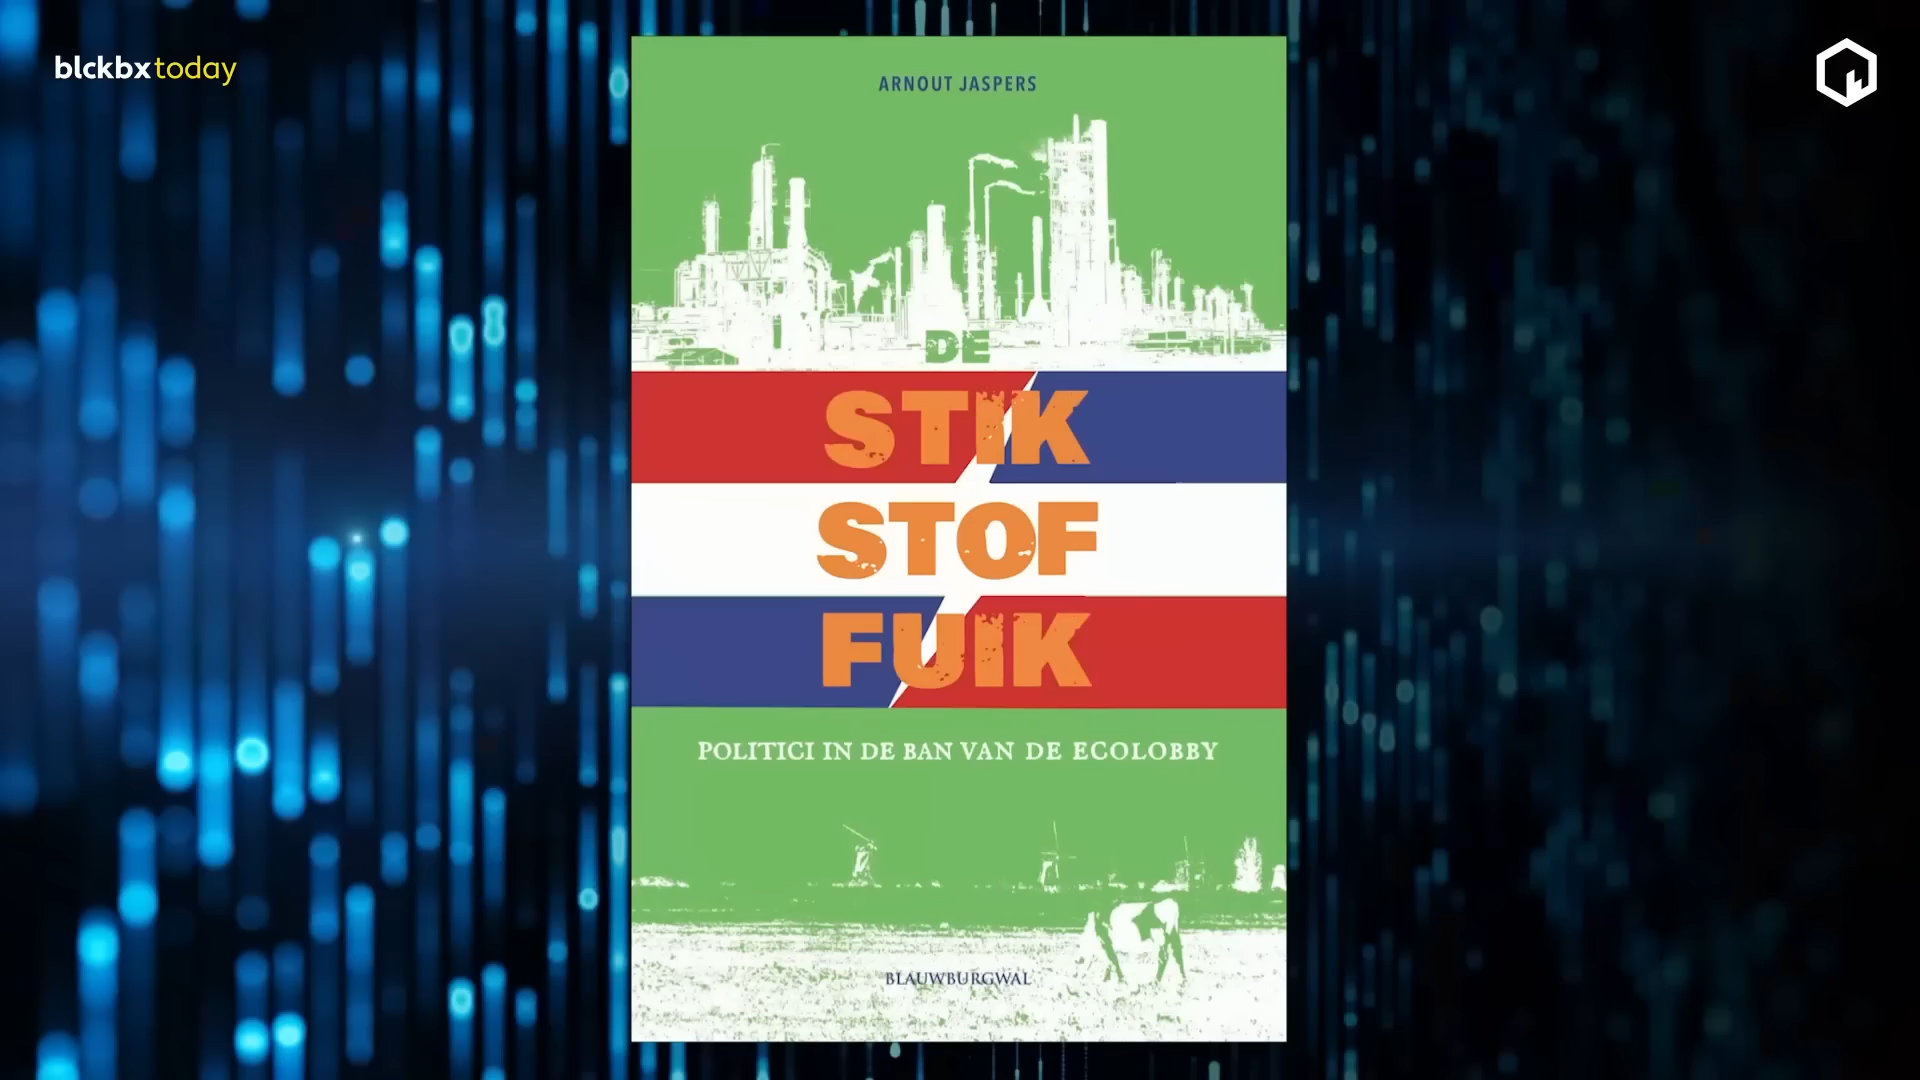 blckbxtoday
ARNOUT JASPERS
DE
STIK
STOF
FUIK
POLITICI IN DE BAN VAN DE ECOLOBBY
BLAUWBURGWAL